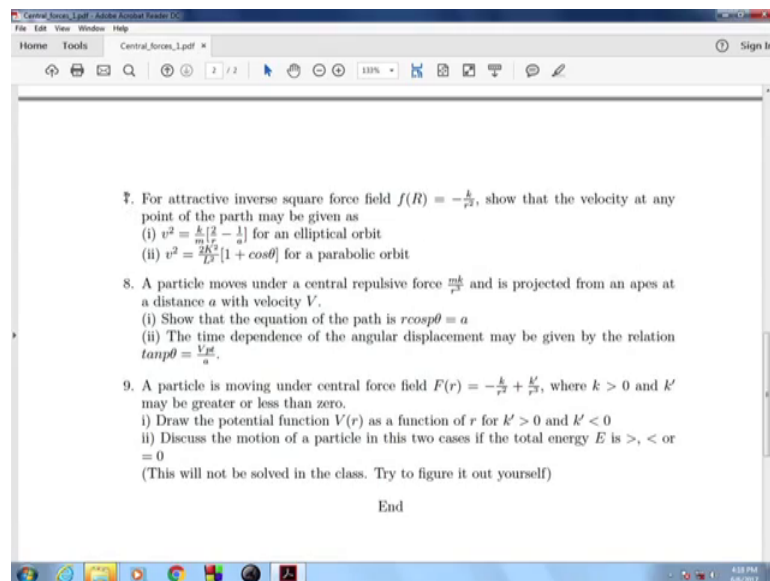 Central_forces_1.pdf - Adobe Acrobat Reader DC
File Edit View Window Help
Home Tools Central_forces_1.pdf × Sign In
2 / 2 133%
7. For attractive inverse square force field f(R) = −k/r², show that the velocity at any
point of the parth may be given as
(i) v² = k/m[2/r − 1/a] for an elliptical orbit
(ii) v² = 2K²/L²[1 + cosθ] for a parabolic orbit
8. A particle moves under a central repulsive force mk/r³ and is projected from an apes at
a distance a with velocity V.
(i) Show that the equation of the path is rcospθ = a
(ii) The time dependence of the angular displacement may be given by the relation
tanpθ = Vpt/a.
9. A particle is moving under central force field F(r) = −k/r² + k′/r³, where k > 0 and k′
may be greater or less than zero.
i) Draw the potential function V(r) as a function of r for k′ > 0 and k′ < 0
ii) Discuss the motion of a particle in this two cases if the total energy E is >, < or
= 0
(This will not be solved in the class. Try to figure it out yourself)
End
4:18 PM